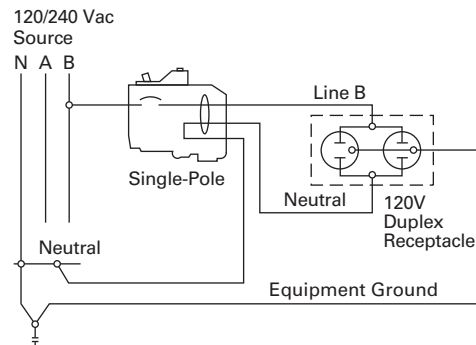 120/240 Vac
Source
N A B
Line B
Single-Pole
Neutral
120V
Duplex
Receptacle
Neutral
Equipment Ground